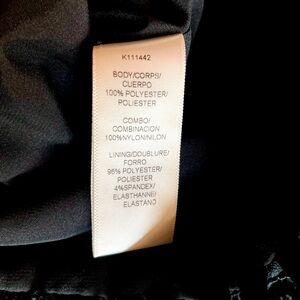 K111442
BODY/CORPS/
CUERPO
100% POLYESTER/
POLIESTER
COMBO/
COMBINACION
100%NYLON/NILON
LINING/DOUBLURE/
FORRO
96% POLYESTER/
POLIESTER
4%SPANDEX/
ELASTHANNE/
ELASTANO